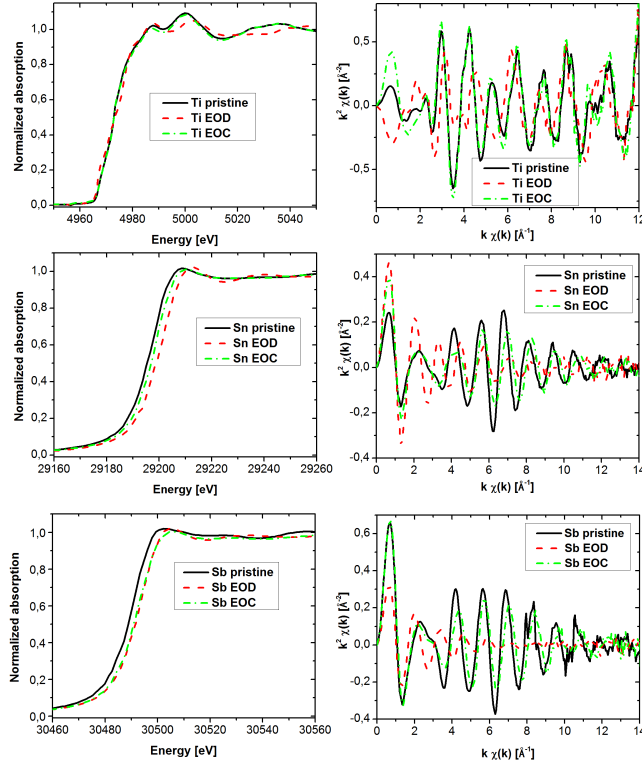 Normalized absorption
1,0
0,8
0,6
0,4
0,2
0,0
Ti pristine
Ti EOD
Ti EOC
4960 4980 5000 5020 5040
Energy [eV]
k² χ(k) [Å⁻²]
0,5
0,0
-0,5
Ti pristine
Ti EOD
Ti EOC
0 2 4 6 8 10 12
k χ(k) [Å⁻¹]
Normalized absorption
1,0
0,8
0,6
0,4
0,2
0,0
Sn pristine
Sn EOD
Sn EOC
29160 29180 29200 29220 29240 29260
Energy [eV]
k² χ(k) [Å⁻²]
0,4
0,2
0,0
-0,2
-0,4
Sn pristine
Sn EOD
Sn EOC
0 2 4 6 8 10 12 14
k χ(k) [Å⁻¹]
Normalized absorption
1,0
0,8
0,6
0,4
0,2
0,0
Sb pristine
Sb EOD
Sb EOC
30460 30480 30500 30520 30540 30560
Energy [eV]
k² χ(k) [Å⁻²]
0,8
0,4
0,0
-0,4
Sb pristine
Sb EOD
Sb EOC
0 2 4 6 8 10 12 14
k χ(k) [Å⁻¹]